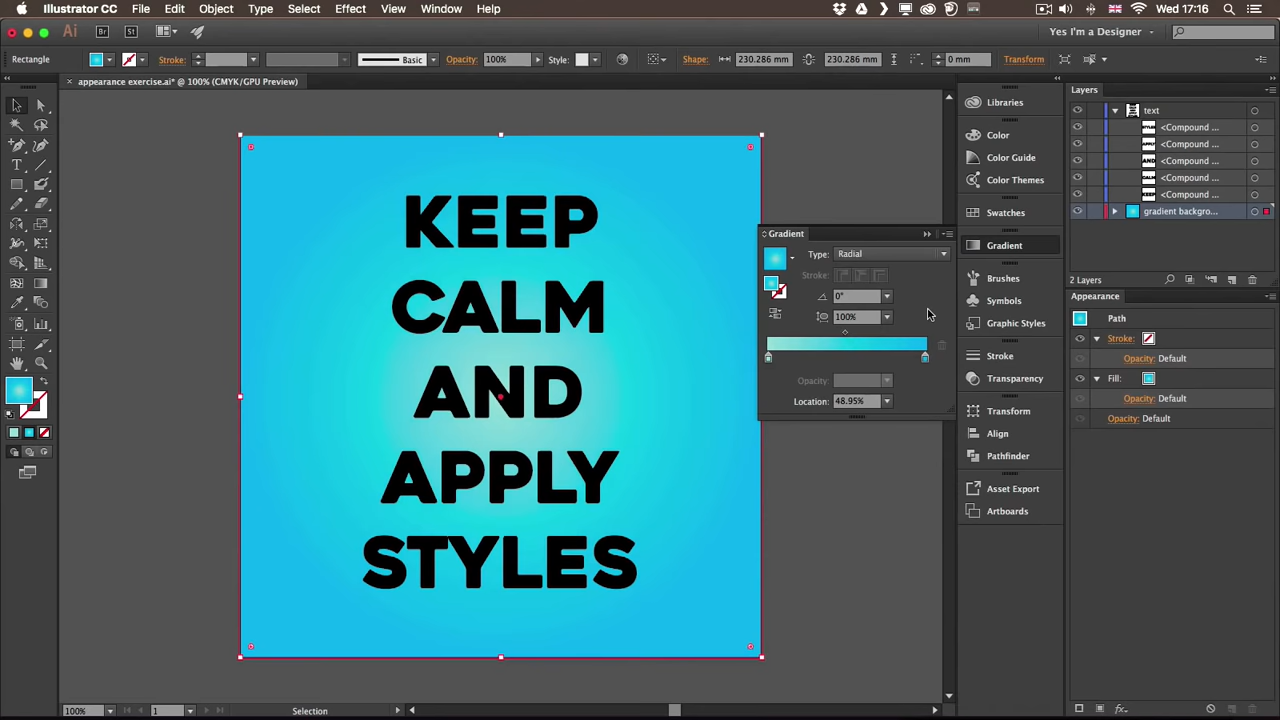 Illustrator CC File Edit Object Type Select Effect View Window Help Wed 17:16
Ai Br St Yes I'm a Designer
Rectangle Stroke: Basic Opacity: 100% Style: Shape: 230.286 mm 230.286 mm 0 mm Transform
× appearance exercise.ai* @ 100% (CMYK/GPU Preview)
KEEP
CALM
AND
APPLY
STYLES
Gradient
Type: Radial
Stroke:
0°
100%
Opacity:
Location: 48.95%
Libraries
Color
Color Guide
Color Themes
Swatches
Gradient
Brushes
Symbols
Graphic Styles
Stroke
Transparency
Transform
Align
Pathfinder
Asset Export
Artboards
Layers
text
<Compound ...
<Compound ...
<Compound ...
<Compound ...
<Compound ...
gradient backgro...
2 Layers
Appearance
Path
Stroke:
Opacity: Default
Fill:
Opacity: Default
Opacity: Default
fx
100% 1 Selection